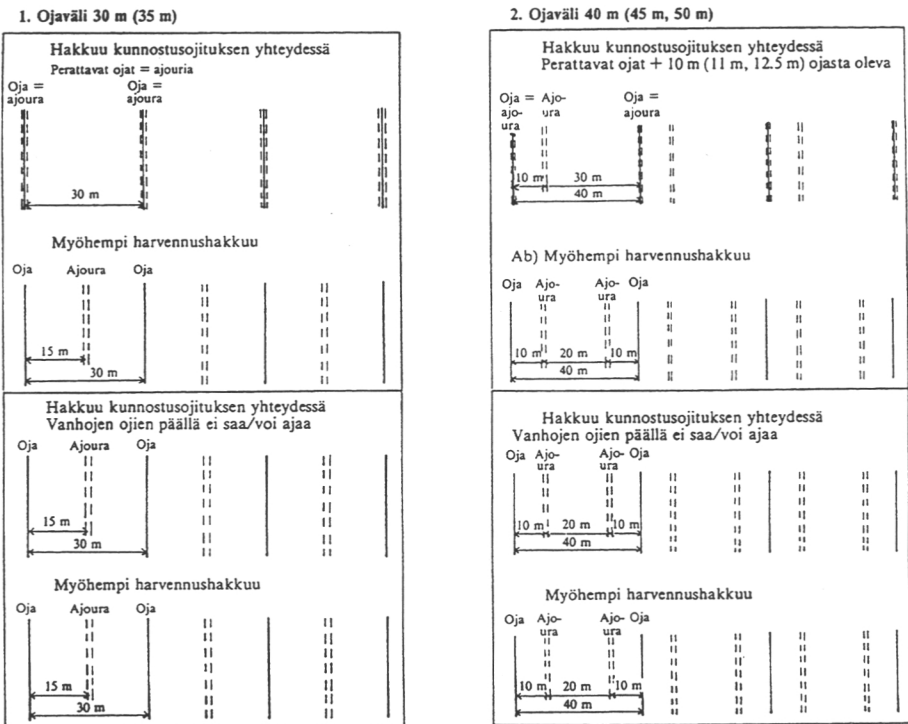 1. Ojaväli 30 m (35 m)
Hakkuu kunnostusojituksen yhteydessä
Perattavat ojat = ajouria
Oja =
ajoura
Oja =
ajoura
30 m
Myöhempi harvennushakkuu
Oja Ajoura Oja
15 m
30 m
Hakkuu kunnostusojituksen yhteydessä
Vanhojen ojien päällä ei saa/voi ajaa
Oja Ajoura Oja
15 m
30 m
Myöhempi harvennushakkuu
Oja Ajoura Oja
15 m
30 m
2. Ojaväli 40 m (45 m, 50 m)
Hakkuu kunnostusojituksen yhteydessä
Perattavat ojat + 10 m (11 m, 12.5 m) ojasta oleva
Oja =
ajo-
ura
Ajo-
ura
Oja =
ajoura
10 m 30 m
40 m
Ab) Myöhempi harvennushakkuu
Oja Ajo- Ajo- Oja
ura ura
10 m 20 m 10 m
40 m
Hakkuu kunnostusojituksen yhteydessä
Vanhojen ojien päällä ei saa/voi ajaa
Oja Ajo- Ajo- Oja
ura ura
10 m 20 m 10 m
40 m
Myöhempi harvennushakkuu
Oja Ajo- Ajo- Oja
ura ura
10 m 20 m 10 m
40 m